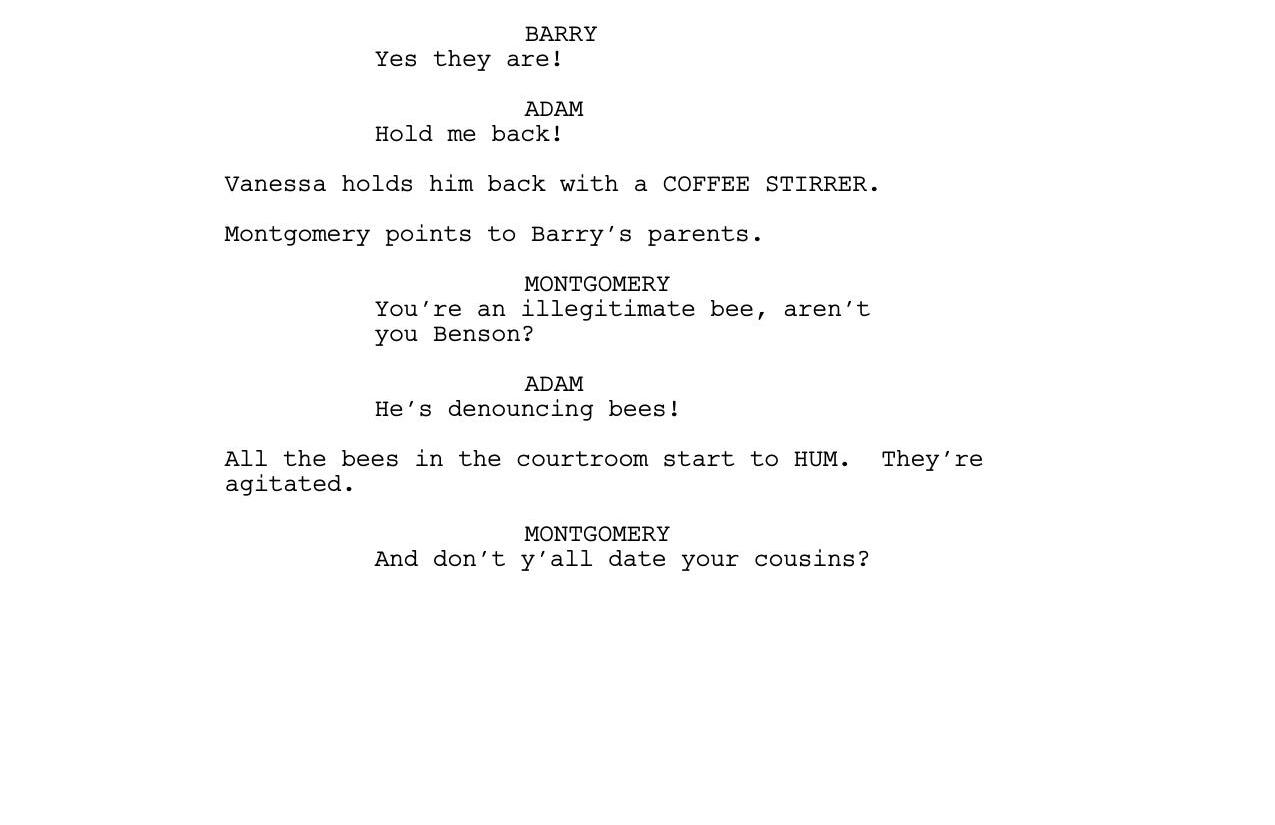 BARRY
Yes they are!
ADAM
Hold me back!
Vanessa holds him back with a COFFEE STIRRER.
Montgomery points to Barry’s parents.
MONTGOMERY
You’re an illegitimate bee, aren’t
you Benson?
ADAM
He’s denouncing bees!
All the bees in the courtroom start to HUM.  They’re
agitated.
MONTGOMERY
And don’t y’all date your cousins?